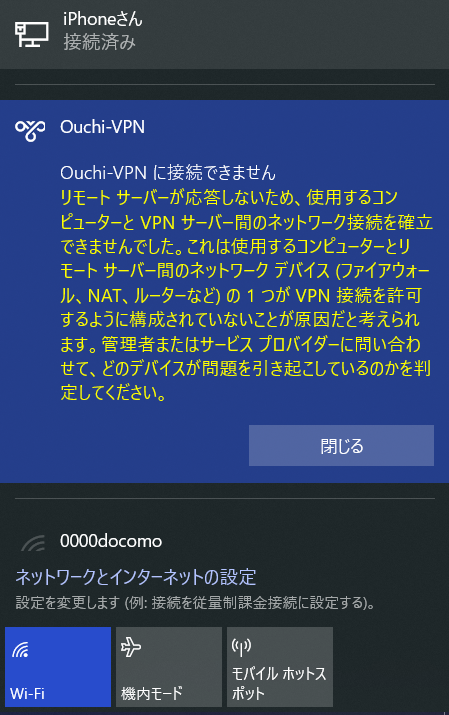 iPhoneさん
接続済み
Ouchi-VPN
Ouchi-VPN に接続できません
リモート サーバーが応答しないため、使用するコン
ピューターと VPN サーバー間のネットワーク接続を確立
できませんでした。これは使用するコンピューターとリ
モート サーバー間のネットワーク デバイス (ファイアウォー
ル、NAT、ルーターなど) の 1 つが VPN 接続を許可
するように構成されていないことが原因だと考えられ
ます。管理者またはサービス プロバイダーに問い合わ
せて、どのデバイスが問題を引き起こしているのかを判
定してください。
閉じる
0000docomo
ネットワークとインターネットの設定
設定を変更します (例: 接続を従量制課金接続に設定する)。
Wi-Fi
機内モード
モバイル ホットス
ポット